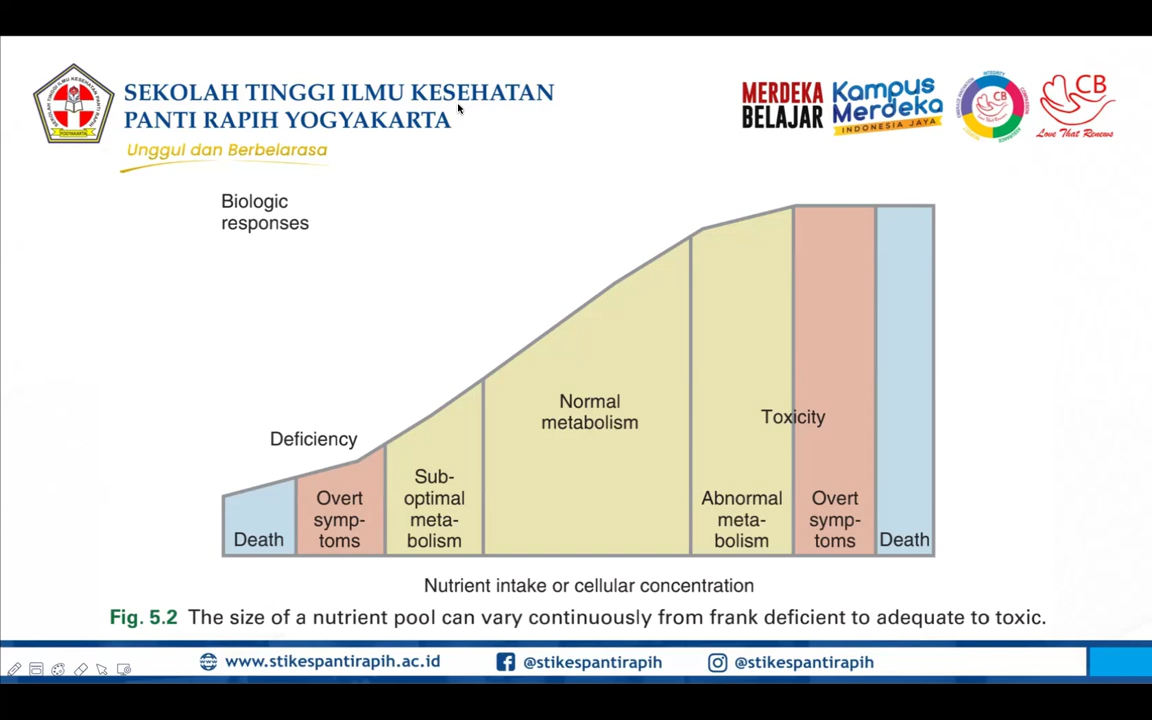 SEKOLAH TINGGI ILMU KESEHATAN
PANTI RAPIH YOGYAKARTA
Unggul dan Berbelarasa
MERDEKA
BELAJAR
Kampus
Merdeka
INDONESIA JAYA
CB
CB
Love That Renews
YOGYAKARTA
Biologic
responses
Deficiency
Death
Overt
symp-
toms
Sub-
optimal
meta-
bolism
Normal
metabolism
Toxicity
Abnormal
meta-
bolism
Overt
symp-
toms
Death
Nutrient intake or cellular concentration
Fig. 5.2 The size of a nutrient pool can vary continuously from frank deficient to adequate to toxic.
www.stikespantirapih.ac.id
@stikespantirapih
@stikespantirapih